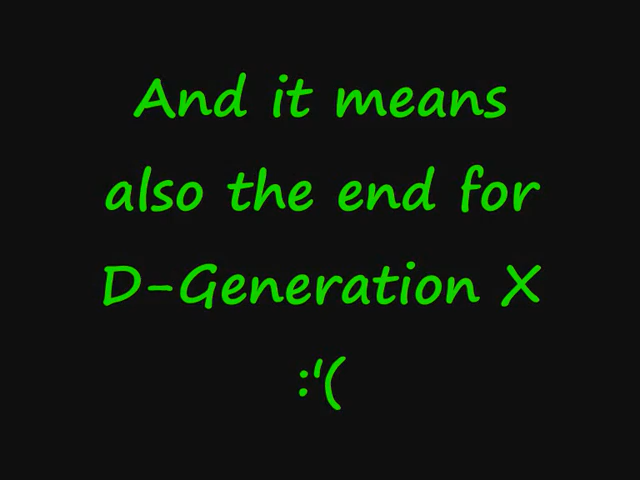 And it means
also the end for
D-Generation X
:'(